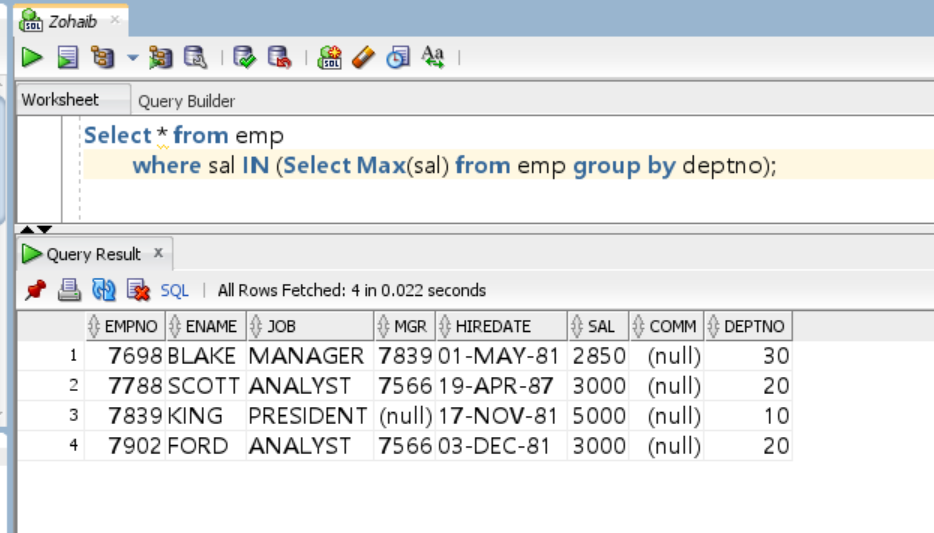 Zohaib
Worksheet Query Builder
Select * from emp
where sal IN (Select Max(sal) from emp group by deptno);
Query Result x
SQL | All Rows Fetched: 4 in 0.022 seconds
EMPNO ENAME JOB MGR HIREDATE SAL COMM DEPTNO
1 7698 BLAKE MANAGER 7839 01-MAY-81 2850 (null) 30
2 7788 SCOTT ANALYST 7566 19-APR-87 3000 (null) 20
3 7839 KING PRESIDENT (null) 17-NOV-81 5000 (null) 10
4 7902 FORD ANALYST 7566 03-DEC-81 3000 (null) 20